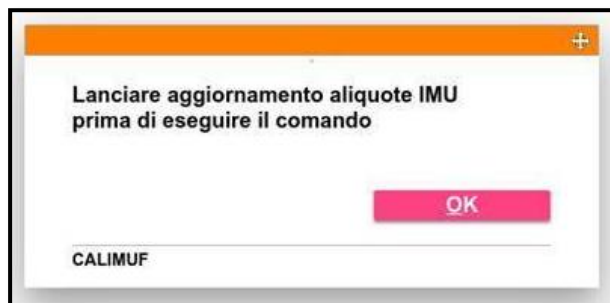 Lanciare aggiornamento aliquote IMU
prima di eseguire il comando
OK
CALIMUF